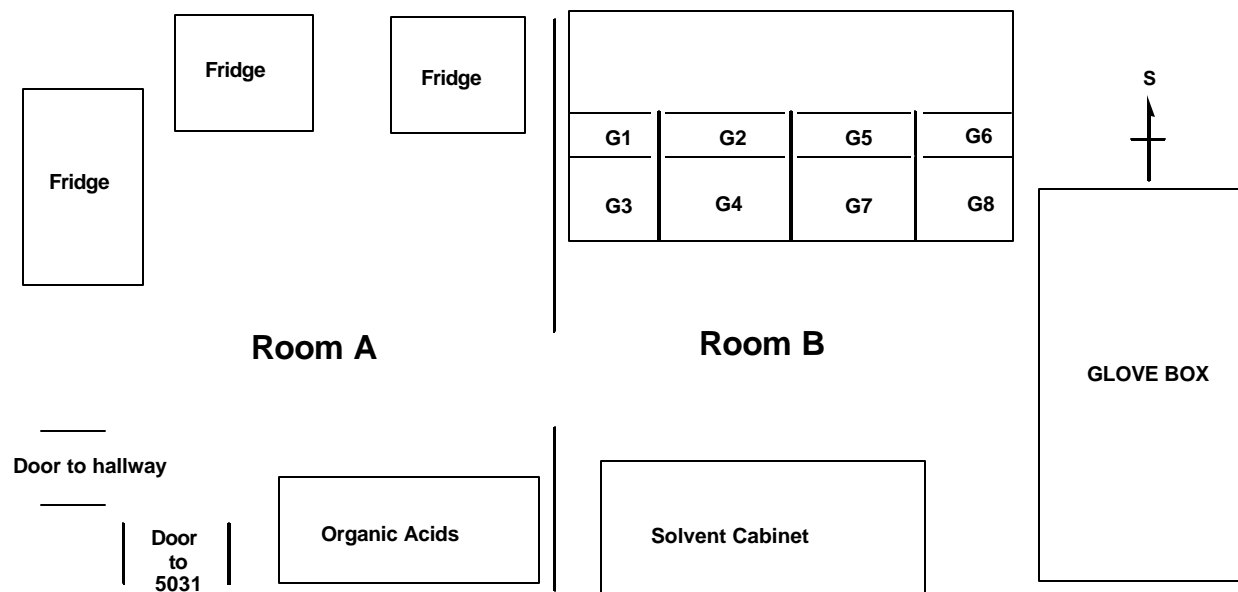 Fridge
Fridge
S
G1 G2 G5 G6
Fridge
G3 G4 G7 G8
Room A
Room B
GLOVE BOX
Door to hallway
Organic Acids
Solvent Cabinet
Door
to
5031